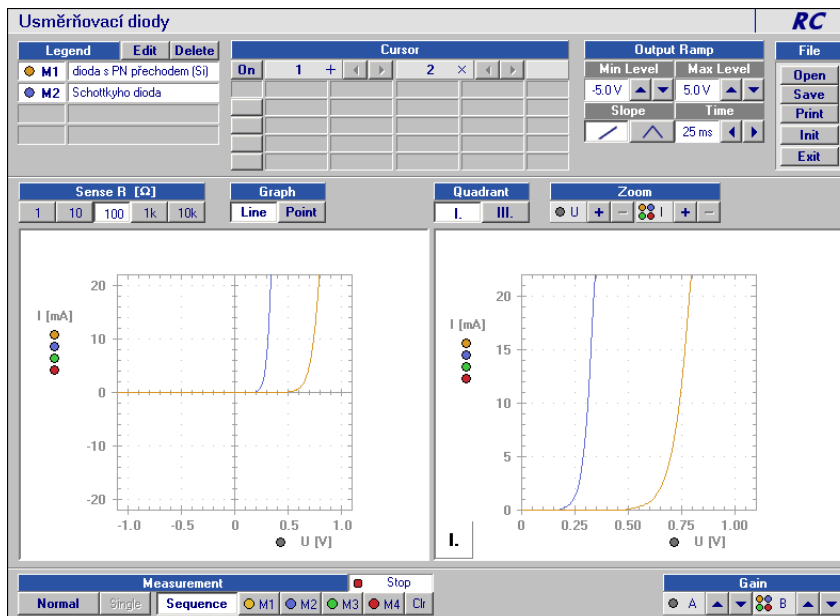 Usměrňovací diody
RC
Legend Edit Delete
M1 dioda s PN přechodem (Si)
M2 Schottkyho dioda
Cursor
On 1 + 2 ×
Output Ramp
Min Level Max Level
-5.0 V 5.0 V
Slope Time
25 ms
File
Open
Save
Print
Init
Exit
Sense R [Ω]
1 10 100 1k 10k
Graph
Line Point
Quadrant
I. III.
Zoom
U + − I + −
I [mA]
20
10
0
-10
-20
-1.0 -0.5 0 0.5 1.0
U [V]
I [mA]
20
15
10
5
0
0 0.25 0.50 0.75 1.00
U [V]
I.
Measurement
Stop
Normal Single Sequence M1 M2 M3 M4 Clr
Gain
A B